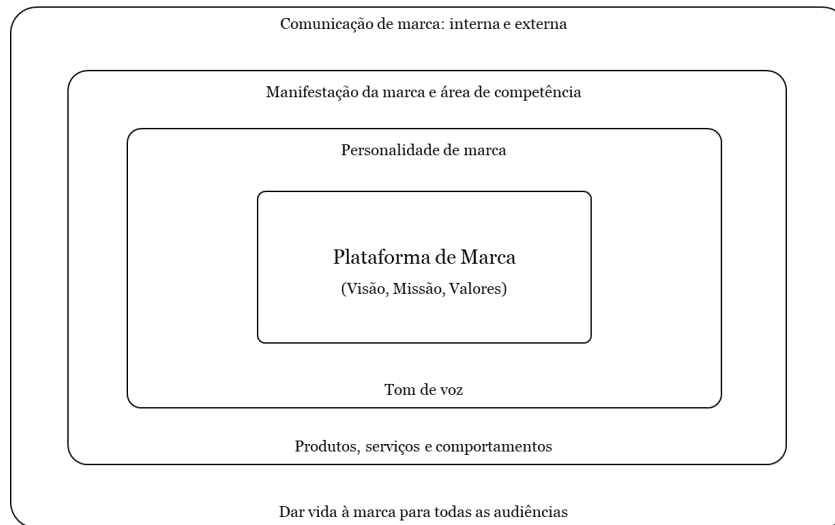 Comunicação de marca: interna e externa
Manifestação da marca e área de competência
Personalidade de marca
Plataforma de Marca
(Visão, Missão, Valores)
Tom de voz
Produtos, serviços e comportamentos
Dar vida à marca para todas as audiências